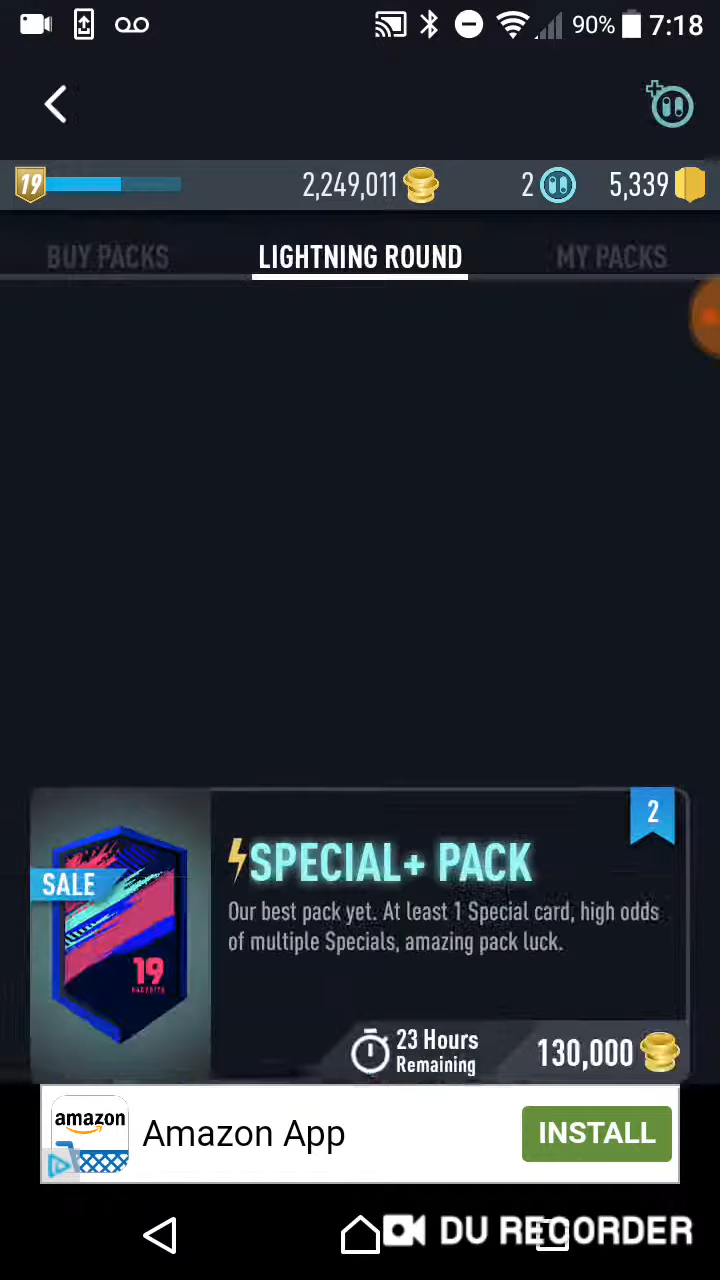 90% 7:18
19 2,249,011 2 5,339
BUY PACKS LIGHTNING ROUND MY PACKS
2
SPECIAL+ PACK
SALE
Our best pack yet. At least 1 Special card, high odds
of multiple Specials, amazing pack luck.
19
23 Hours
Remaining
130,000
amazon
Amazon App
INSTALL
DU RECORDER